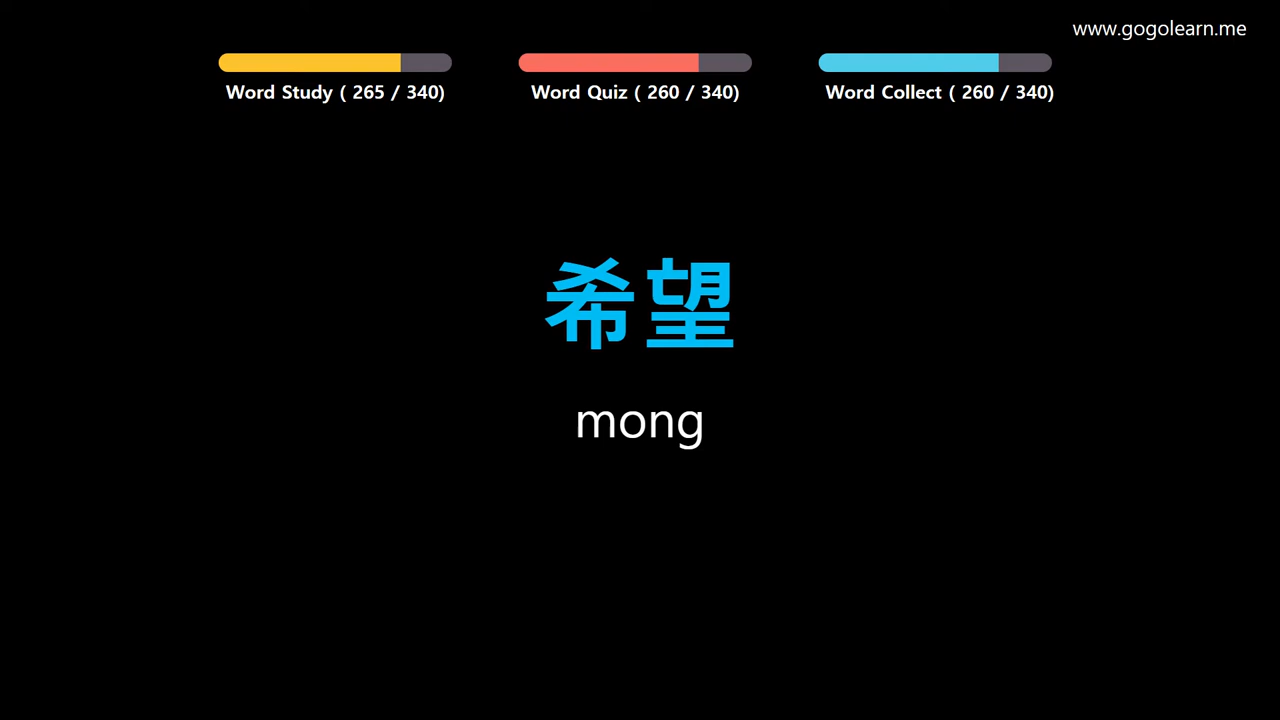 www.gogolearn.me
Word Study ( 265 / 340)
Word Quiz ( 260 / 340)
Word Collect ( 260 / 340)
希望
mong